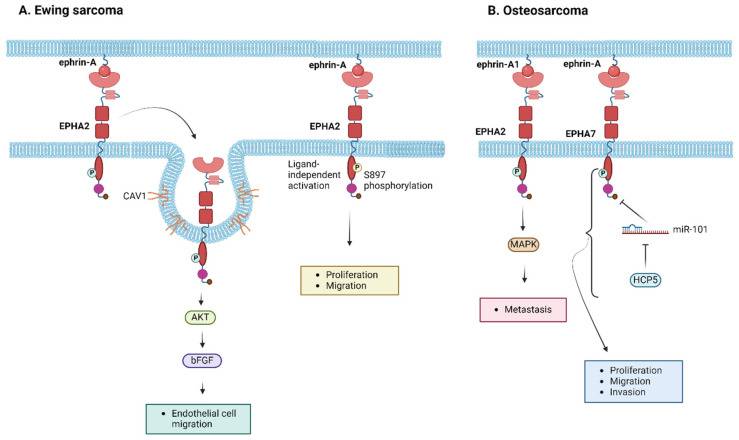 A. Ewing sarcoma
ephrin-A
EPHA2
P
CAV1
P
AKT
bFGF
• Endothelial cell
migration
ephrin-A
EPHA2
Ligand-
independent
activation
P
S897
phosphorylation
• Proliferation
• Migration
B. Osteosarcoma
ephrin-A1
EPHA2
P
MAPK
• Metastasis
ephrin-A
EPHA7
P
miR-101
HCP5
• Proliferation
• Migration
• Invasion